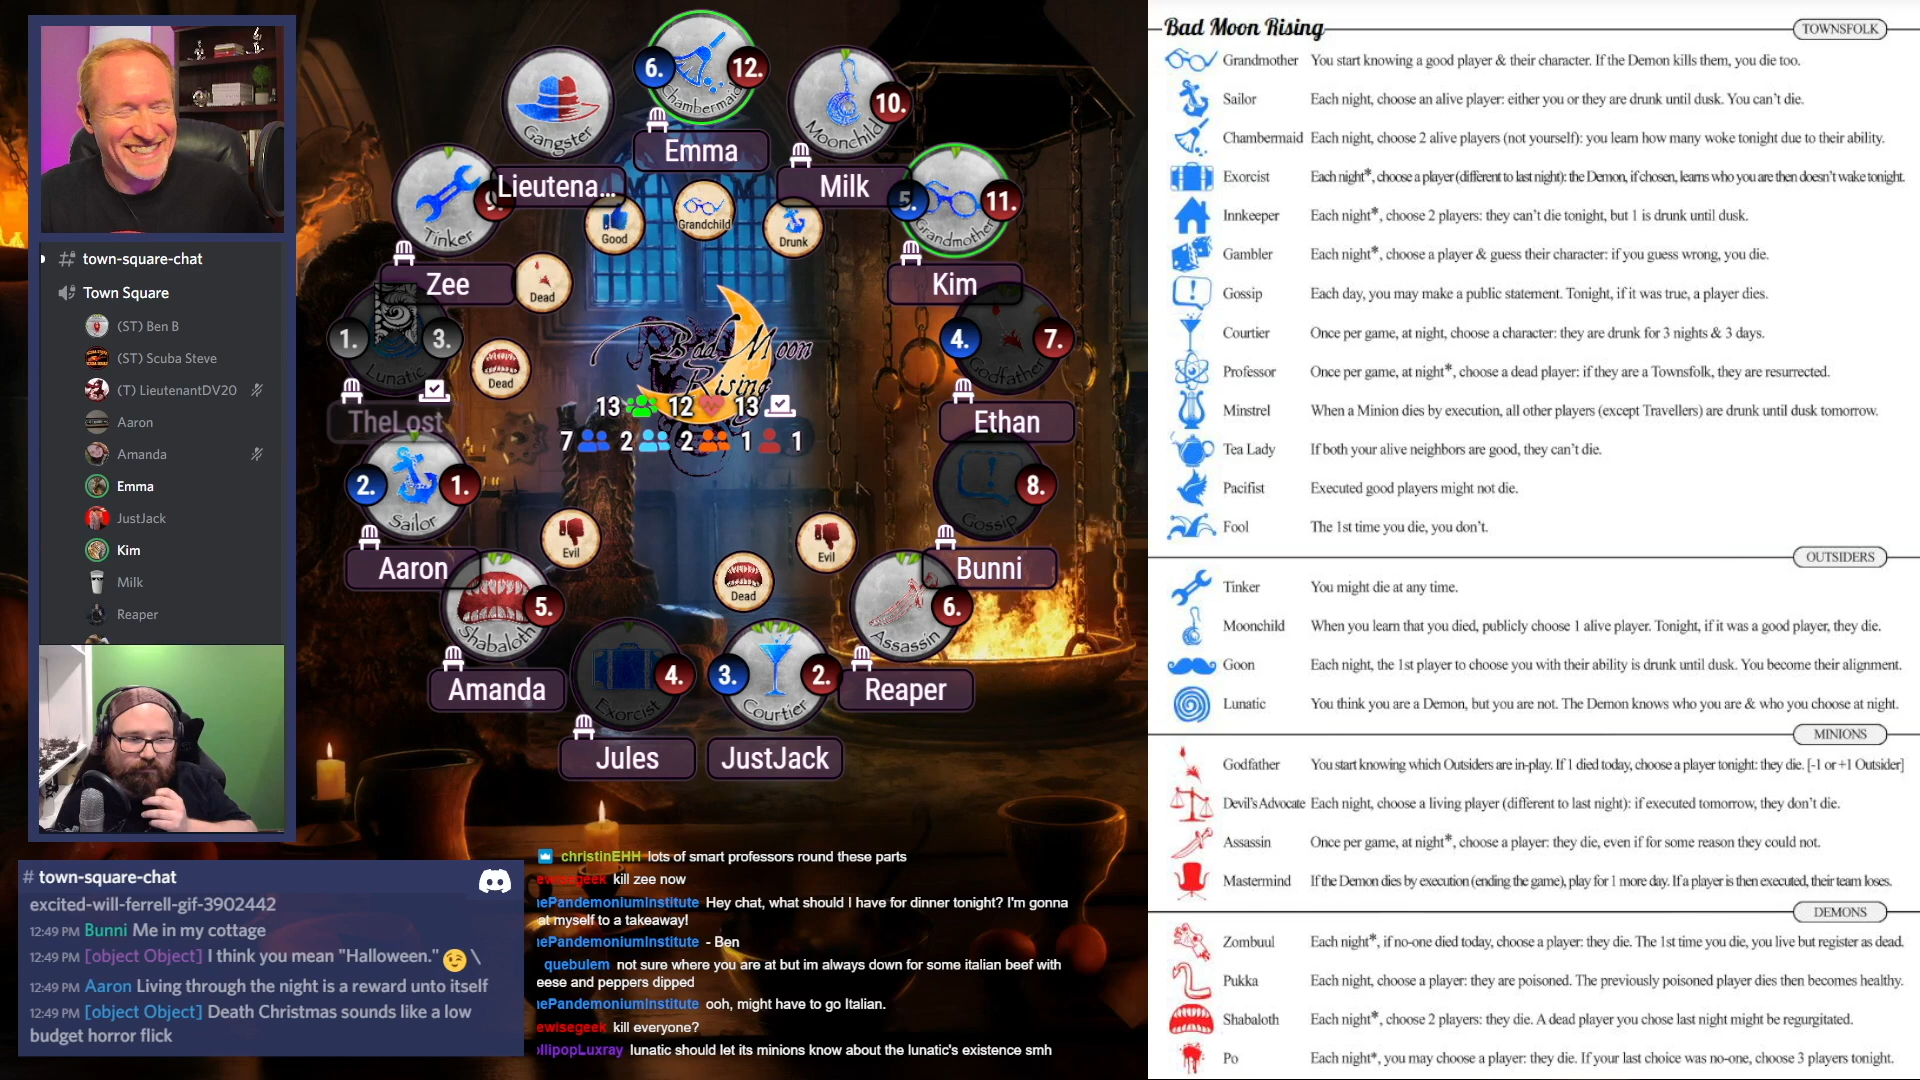 # town-square-chat
Town Square
(ST) Ben B
(ST) Scuba Steve
(T) LieutenantDV20
Aaron
Amanda
Emma
JustJack
Kim
Milk
Reaper
# town-square-chat
excited-will-ferrell-gif-3902442
12:49 PM Bunni Me in my cottage
12:49 PM [object Object] I think you mean "Halloween." 😉 \
12:49 PM Aaron Living through the night is a reward unto itself
12:49 PM [object Object] Death Christmas sounds like a low
budget horror flick
Gangster
Lieutena...
6.
12.
Chambermaid
Emma
10.
Moonchild
Milk
9.
Tinker
Zee
5.
11.
Grandmother
Kim
Good
Grandchild
Drunk
Dead
1.
3.
Lunatic
TheLost
Dead
4.
7.
Godfather
Ethan
Bad Moon
Rising
13 12 13
7 2 2 1 1
2.
1.
Sailor
Aaron
8.
Gossip
Bunni
Evil
Evil
Dead
5.
Shabaloth
Amanda
6.
Assassin
Reaper
4.
Exorcist
Jules
3.
2.
Courtier
JustJack
christinEHH lots of smart professors round these parts
ewisegeek kill zee now
ePandemoniumInstitute Hey chat, what should I have for dinner tonight? I'm gonna
at myself to a takeaway!
ePandemoniumInstitute - Ben
quebulem not sure where you are at but im always down for some italian beef with
eese and peppers dipped
ePandemoniumInstitute ooh, might have to go Italian.
ewisegeek kill everyone?
llipopLuxray lunatic should let its minions know about the lunatic's existence smh
Bad Moon Rising
TOWNSFOLK
Grandmother You start knowing a good player & their character. If the Demon kills them, you die too.
Sailor Each night, choose an alive player: either you or they are drunk until dusk. You can't die.
Chambermaid Each night, choose 2 alive players (not yourself): you learn how many woke tonight due to their ability.
Exorcist Each night*, choose a player (different to last night): the Demon, if chosen, learns who you are then doesn't wake tonight.
Innkeeper Each night*, choose 2 players: they can't die tonight, but 1 is drunk until dusk.
Gambler Each night*, choose a player & guess their character: if you guess wrong, you die.
Gossip Each day, you may make a public statement. Tonight, if it was true, a player dies.
Courtier Once per game, at night, choose a character: they are drunk for 3 nights & 3 days.
Professor Once per game, at night*, choose a dead player: if they are a Townsfolk, they are resurrected.
Minstrel When a Minion dies by execution, all other players (except Travellers) are drunk until dusk tomorrow.
Tea Lady If both your alive neighbors are good, they can't die.
Pacifist Executed good players might not die.
Fool The 1st time you die, you don't.
OUTSIDERS
Tinker You might die at any time.
Moonchild When you learn that you died, publicly choose 1 alive player. Tonight, if it was a good player, they die.
Goon Each night, the 1st player to choose you with their ability is drunk until dusk. You become their alignment.
Lunatic You think you are a Demon, but you are not. The Demon knows who you are & who you choose at night.
MINIONS
Godfather You start knowing which Outsiders are in-play. If 1 died today, choose a player tonight: they die. [-1 or +1 Outsider]
Devil's Advocate Each night, choose a living player (different to last night): if executed tomorrow, they don't die.
Assassin Once per game, at night*, choose a player: they die, even if for some reason they could not.
Mastermind If the Demon dies by execution (ending the game), play for 1 more day. If a player is then executed, their team loses.
DEMONS
Zombuul Each night*, if no-one died today, choose a player: they die. The 1st time you die, you live but register as dead.
Pukka Each night, choose a player: they are poisoned. The previously poisoned player dies then becomes healthy.
Shabaloth Each night*, choose 2 players: they die. A dead player you chose last night might be regurgitated.
Po Each night*, you may choose a player: they die. If your last choice was no-one, choose 3 players tonight.